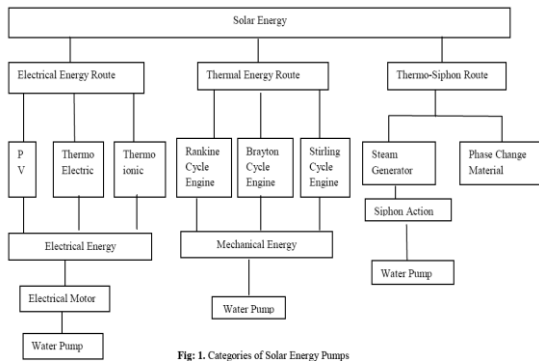 Solar Energy
Electrical Energy Route
Thermal Energy Route
Thermo-Siphon Route
P
V
Thermo
Electric
Thermo
ionic
Rankine
Cycle
Engine
Brayton
Cycle
Engine
Stirling
Cycle
Engine
Steam
Generator
Phase Change
Material
Siphon Action
Electrical Energy
Mechanical Energy
Water Pump
Electrical Motor
Water Pump
Water Pump
Fig: 1. Categories of Solar Energy Pumps